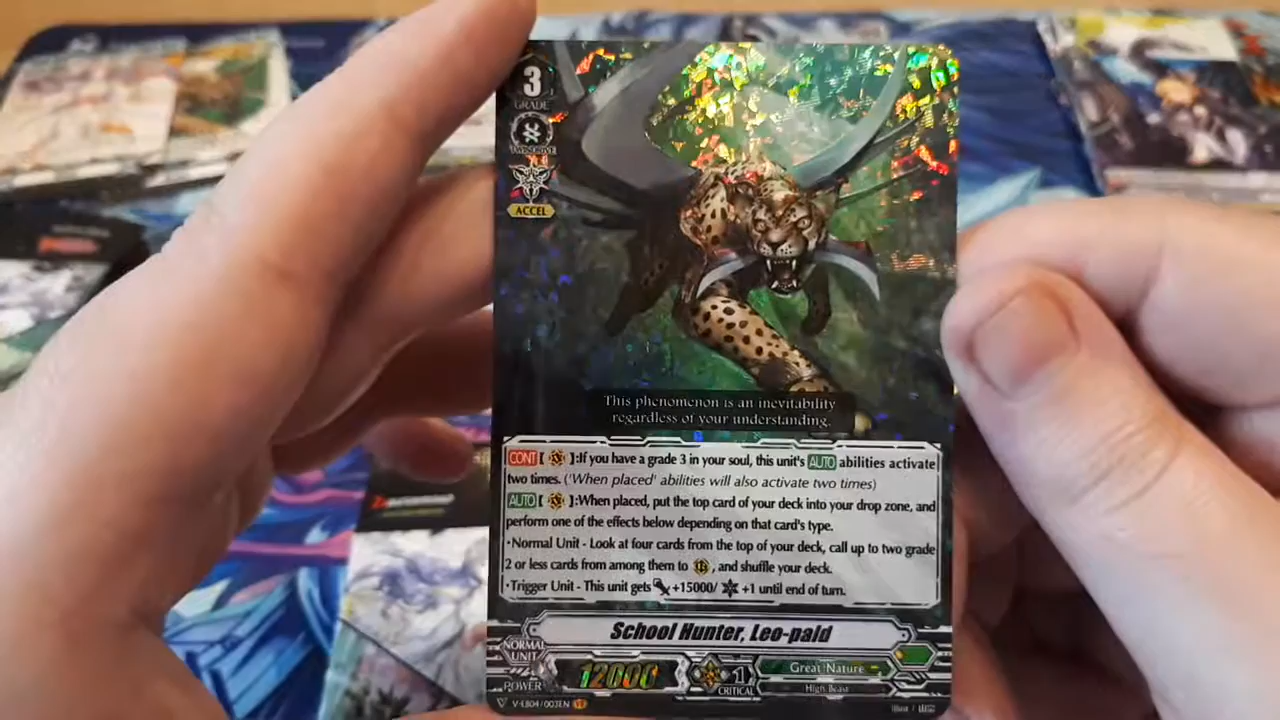 3
GRADE
TWINDRIVE
ACCEL
This phenomenon is an inevitability
regardless of your understanding.
CONT[ ]:If you have a grade 3 in your soul, this unit's AUTO abilities activate
two times. ('When placed' abilities will also activate two times)
AUTO[ ]:When placed, put the top card of your deck into your drop zone, and
perform one of the effects below depending on that card's type.
・Normal Unit - Look at four cards from the top of your deck, call up to two grade
2 or less cards from among them to , and shuffle your deck.
・Trigger Unit - This unit gets +15000/ +1 until end of turn.
School Hunter, Leo-pald
NORMAL
UNIT
POWER
12000
1
CRITICAL
Great Nature
High Beast
V-EB04/003EN